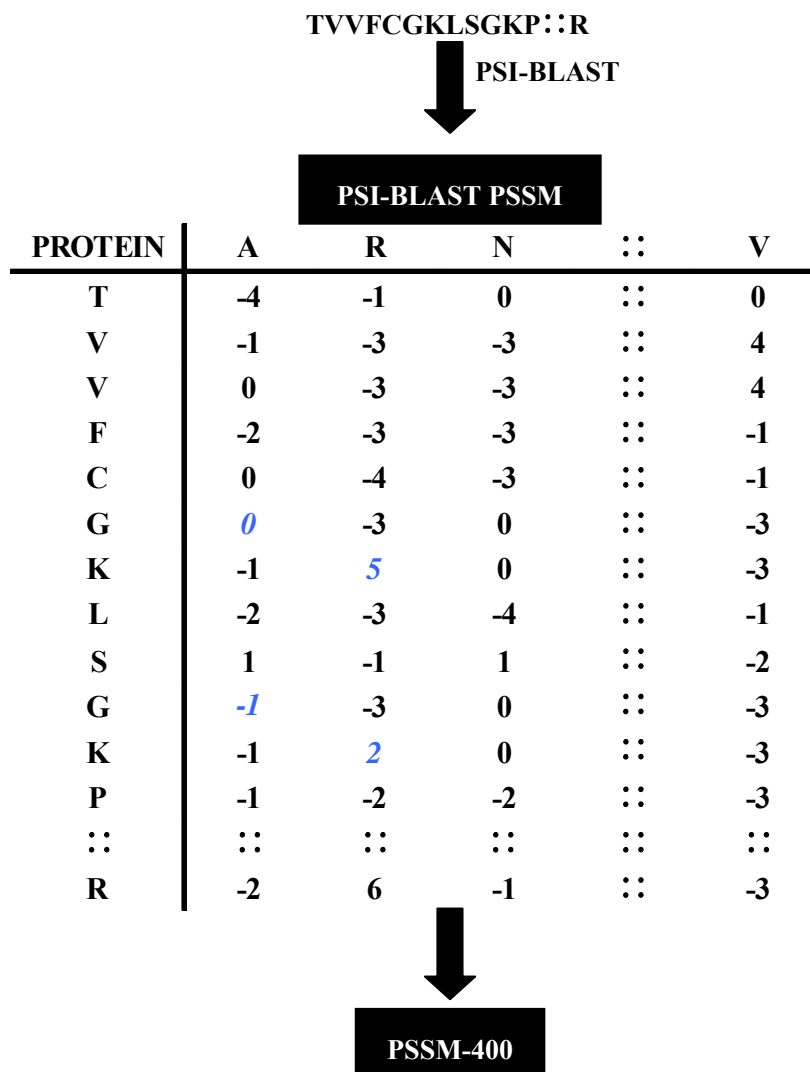 TVVFCGKLSGKP::R
PSI-BLAST
PSI-BLAST PSSM
PROTEIN A R N :: V
T -4 -1 0 :: 0
V -1 -3 -3 :: 4
V 0 -3 -3 :: 4
F -2 -3 -3 :: -1
C 0 -4 -3 :: -1
G 0 -3 0 :: -3
K -1 5 0 :: -3
L -2 -3 -4 :: -1
S 1 -1 1 :: -2
G -1 -3 0 :: -3
K -1 2 0 :: -3
P -1 -2 -2 :: -3
:: :: :: :: :: ::
R -2 6 -1 :: -3
PSSM-400